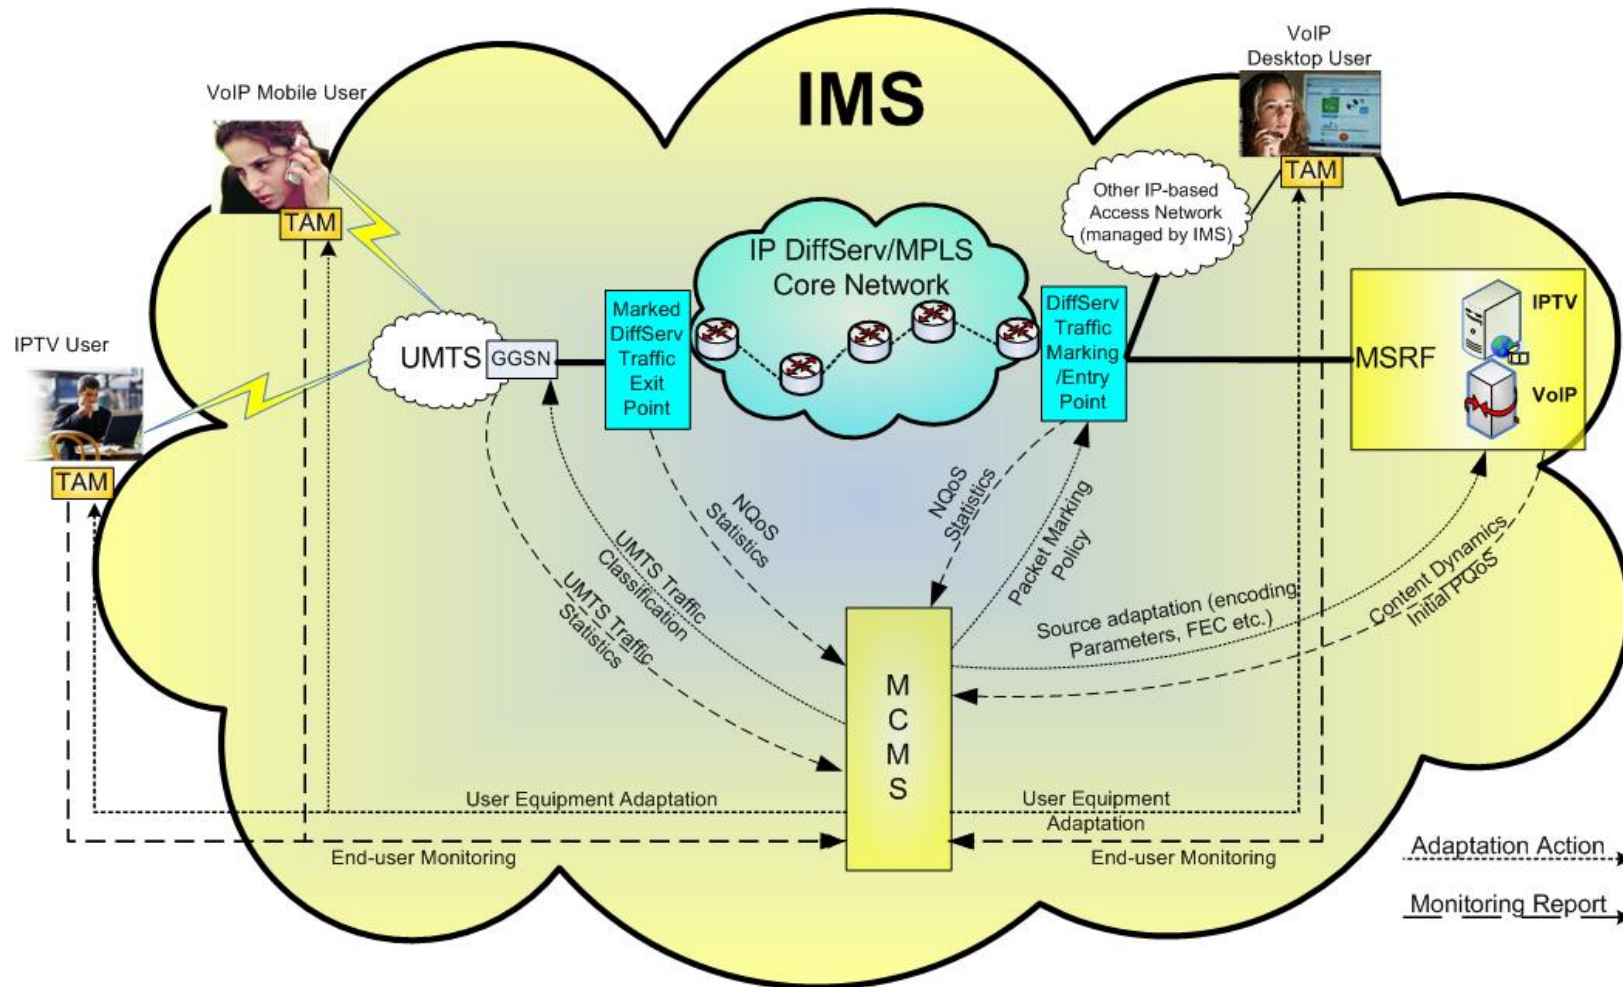 IMS
VoIP
Desktop User
VoIP Mobile User
TAM
TAM
Other IP-based
Access Network
(managed by IMS)
IP DiffServ/MPLS
Core Network
Marked
DiffServ
Traffic
Exit
Point
DiffServ
Traffic
Marking
/Entry
Point
IPTV
MSRF
VoIP
IPTV User
UMTS
GGSN
TAM
NQoS
Statistics
NQoS
Statistics
Packet Marking
Policy
UMTS Traffic
Classification
UMTS Traffic
Statistics
Source adaptation (encoding
Parameters, FEC etc.)
Content Dynamics
Initial PQoS
M
C
M
S
User Equipment Adaptation
User Equipment
Adaptation
End-user Monitoring
End-user Monitoring
Adaptation Action
Monitoring Report